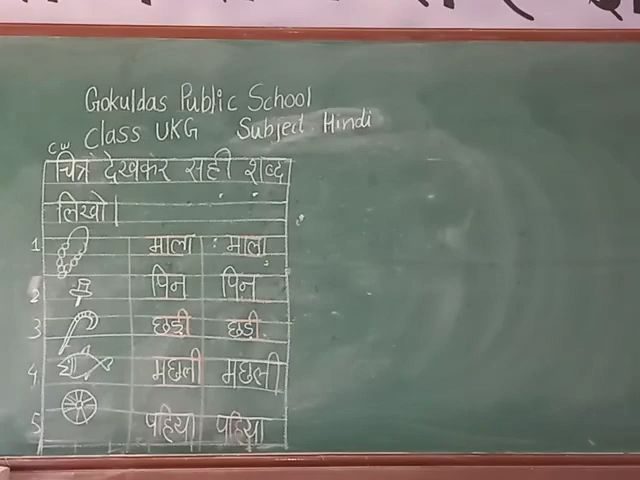 Gokuldas Public School
Class UKG Subject Hindi
CW
चित्र देखकर सही शब्द
लिखो।
1 माला : माला
2 पिन पिन
3 छड़ी छड़ी
4 मछली मछली
5 पहिया पहिया